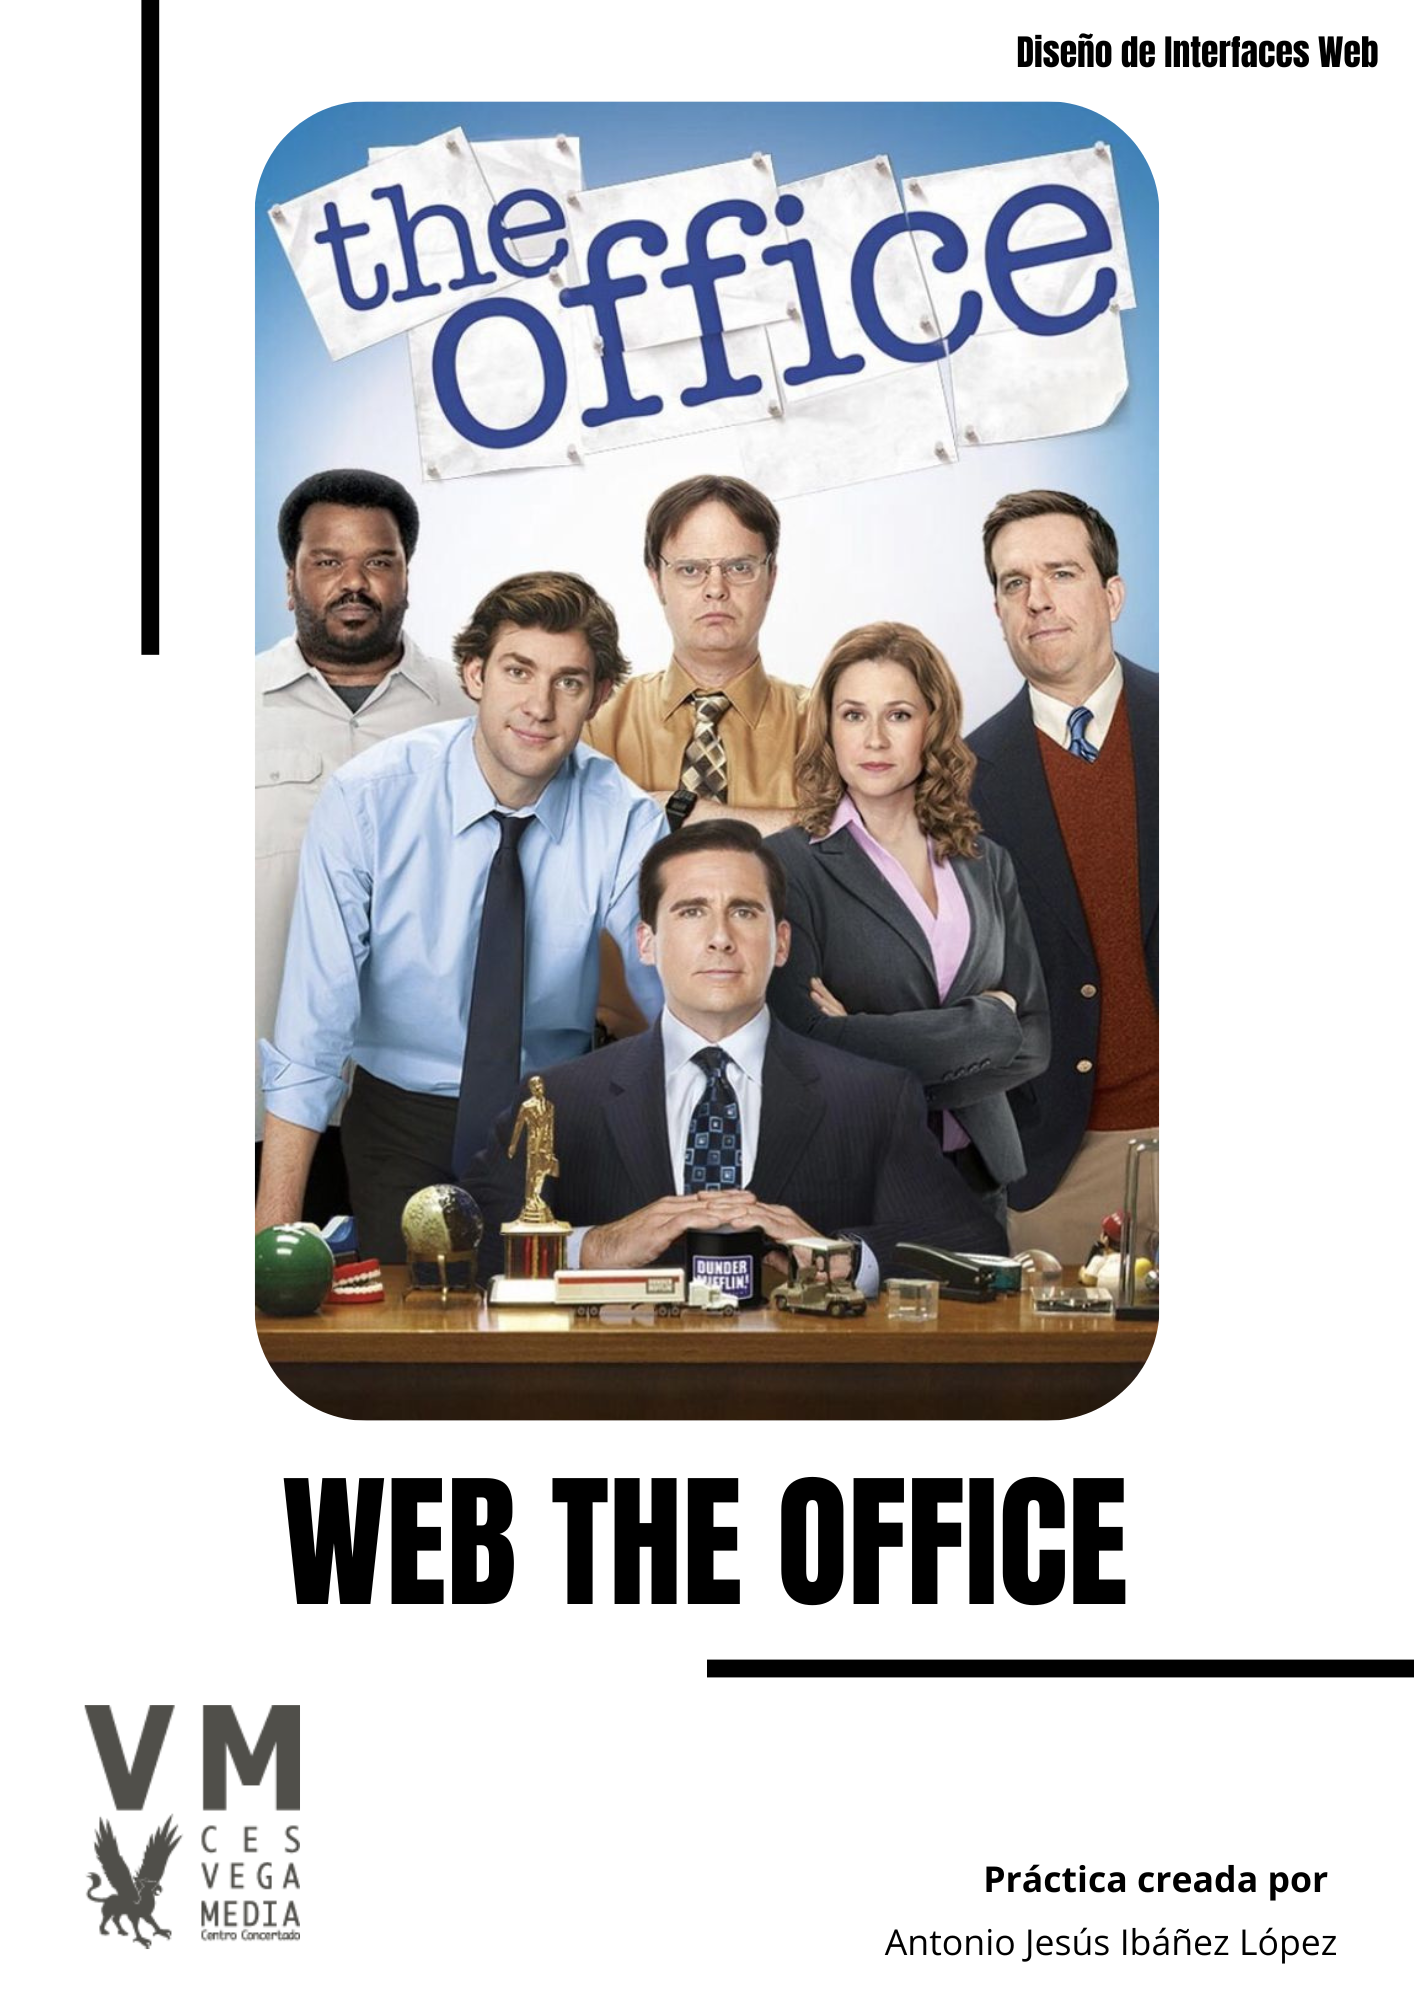 Diseño de Interfaces Web
the
office
DUNDER
MIFFLIN!
WEB THE OFFICE
VM
CES
VEGA
MEDIA
Centro Concertado
Práctica creada por
Antonio Jesús Ibáñez López